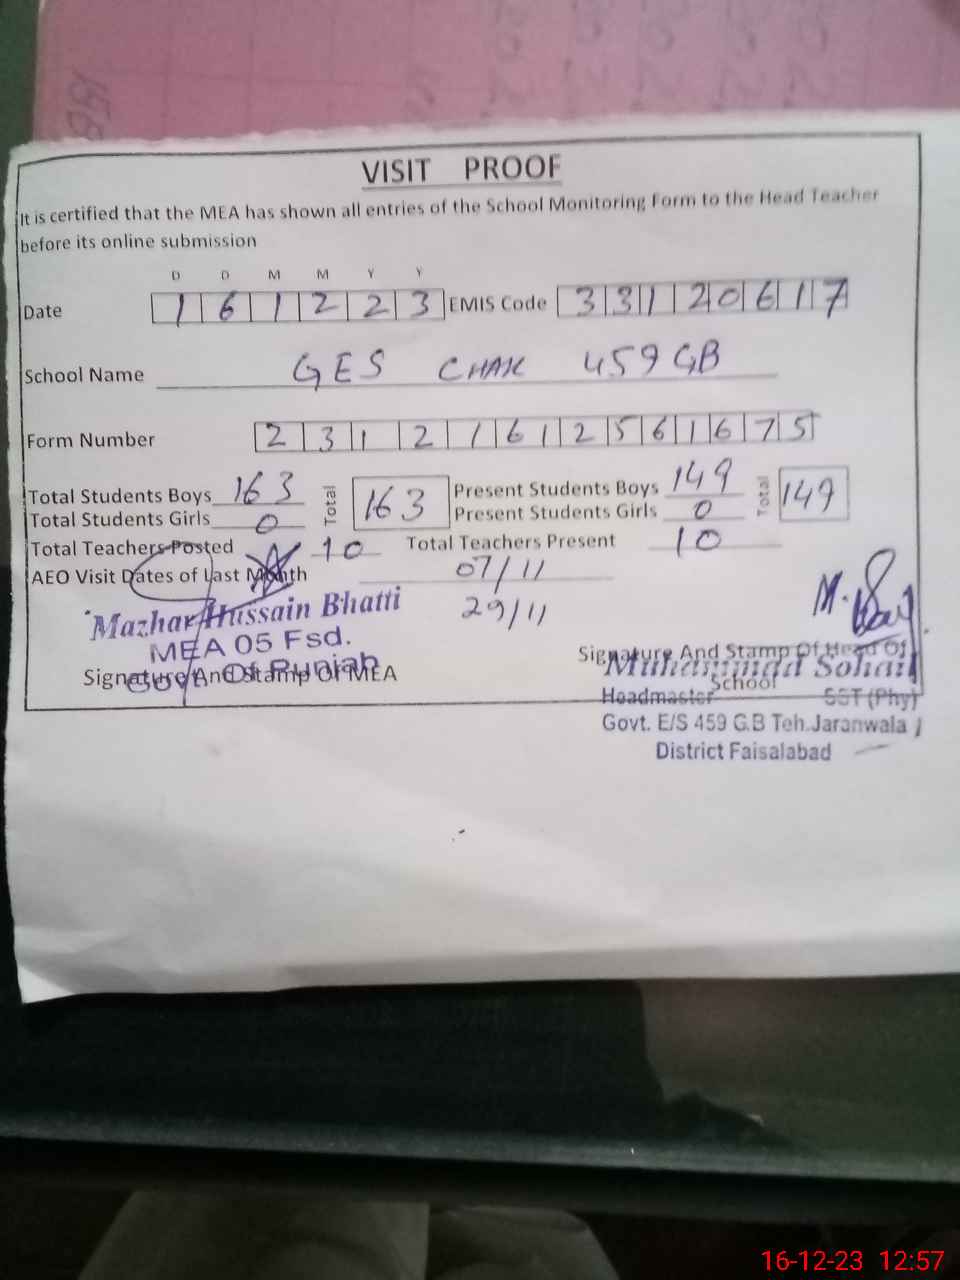 VISIT PROOF
It is certified that the MEA has shown all entries of the School Monitoring Form to the Head Teacher
before its online submission
D D M M Y Y
Date 1 6 1 2 2 3 EMIS Code 3 3 1 2 0 6 1 7
School Name GES CHAK 459 GB
Form Number 2 3 1 2 1 6 1 2 5 6 1 6 7 5
Total Students Boys 163 Total 163 Present Students Boys 149 Total 149
Total Students Girls 0 Present Students Girls 0
Total Teachers Posted 10 Total Teachers Present 10
AEO Visit Dates of Last Month 07/11
29/11
Mazhar Hussain Bhatti
MEA 05 Fsd.
Govt. Of Punjab
Signature And Stamp Of MEA
Signature And Stamp Of Head Of
School
Muhammad Sohail
Headmaster SST (Phy)
Govt. E/S 459 G.B Teh.Jaranwala
District Faisalabad
16-12-23 12:57